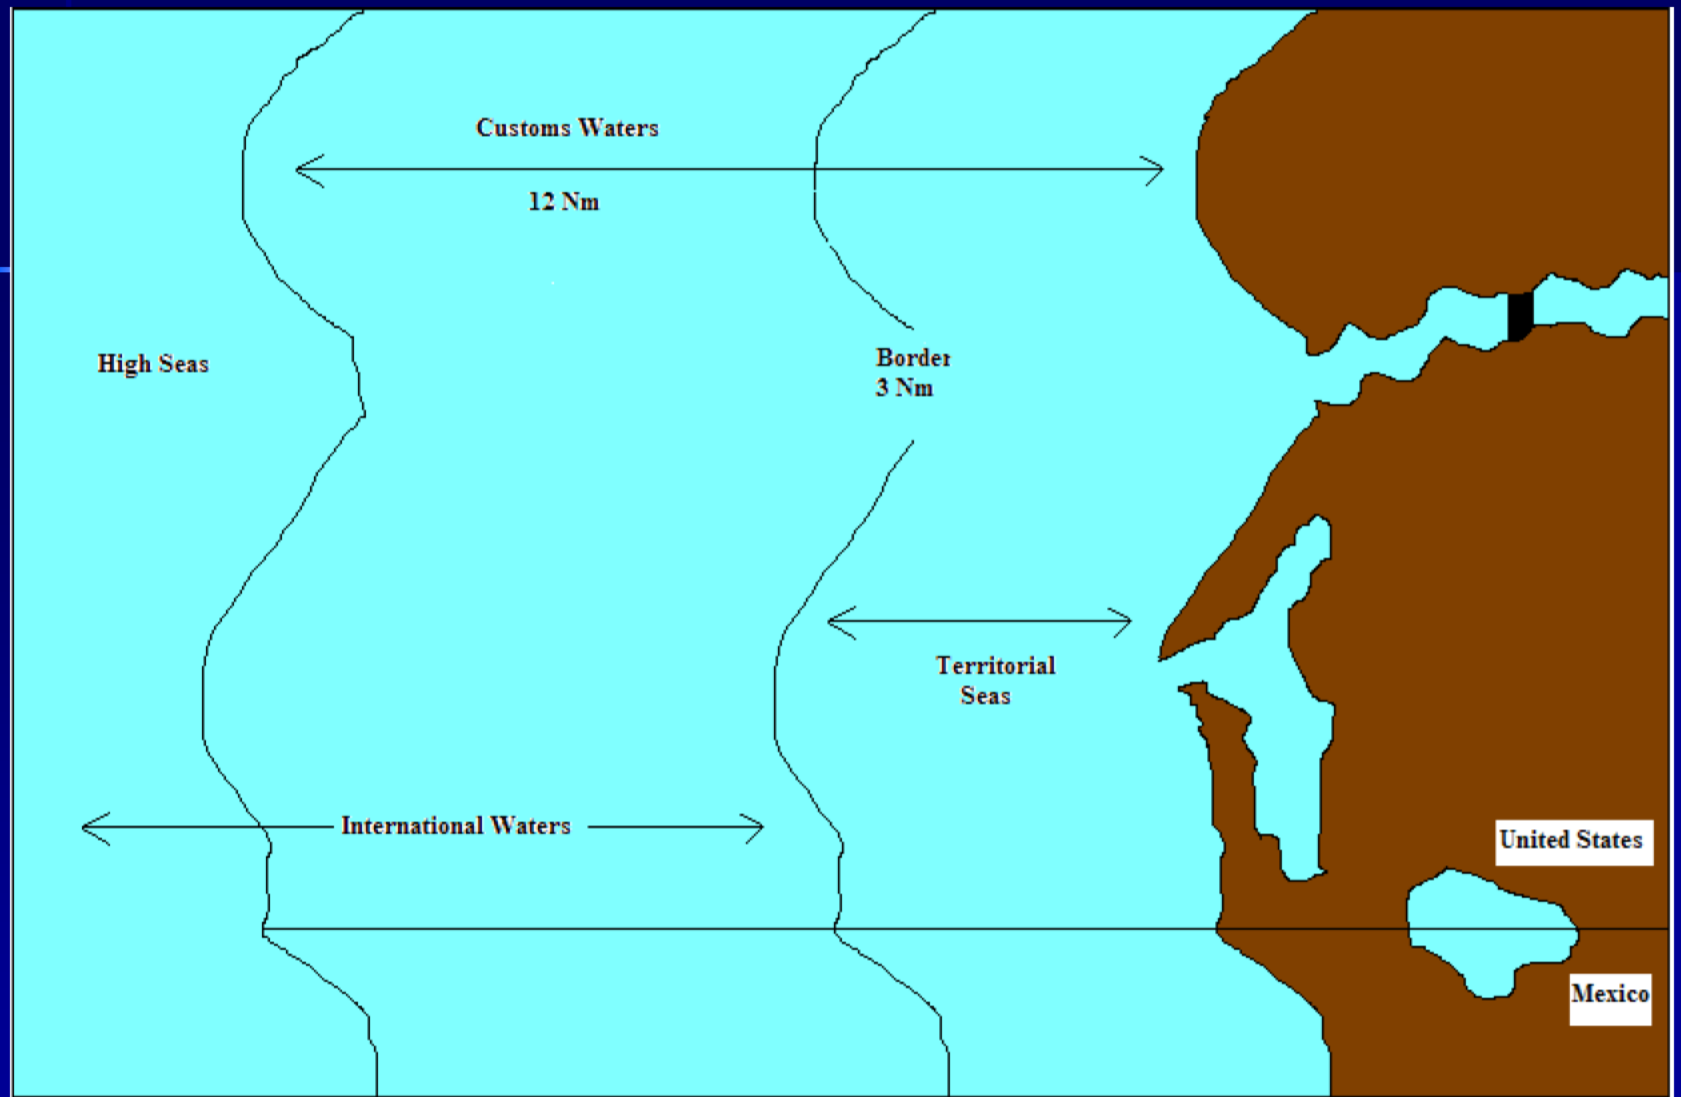 Customs Waters
12 Nm
High Seas
Border
3 Nm
Territorial
Seas
International Waters
United States
Mexico